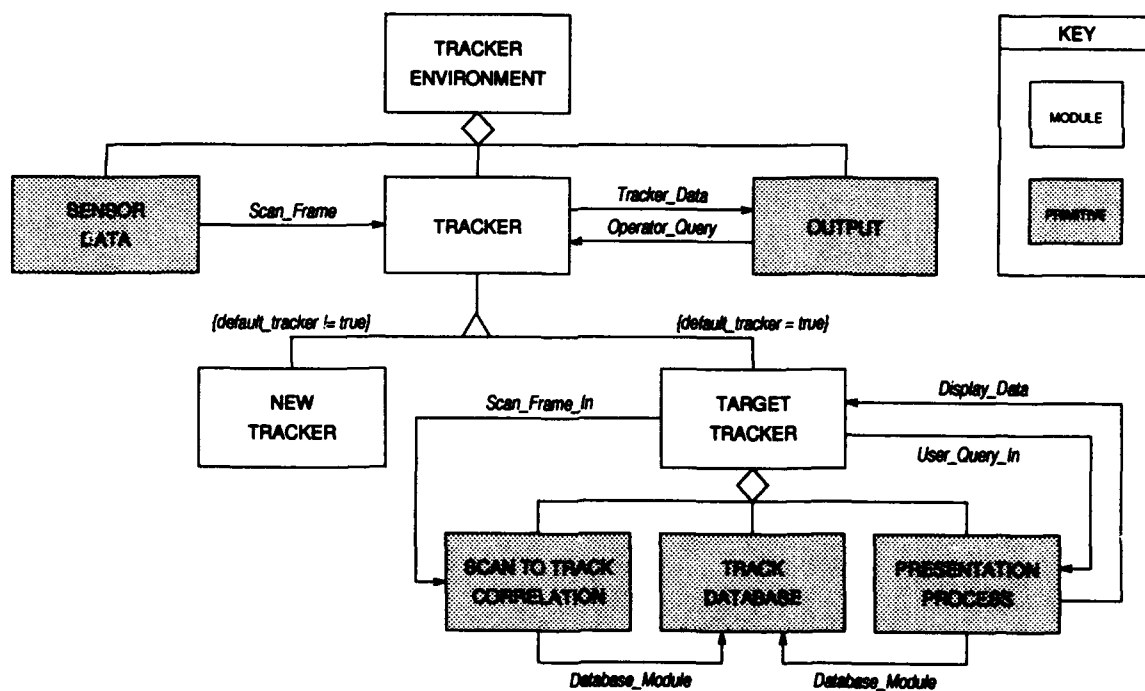 TRACKER
ENVIRONMENT
KEY
MODULE
PRIMITIVE
SENSOR
DATA
Scan_Frame
TRACKER
Tracker_Data
Operator_Query
OUTPUT
{default_tracker != true}
{default_tracker = true}
NEW
TRACKER
Scan_Frame_In
TARGET
TRACKER
Display_Data
User_Query_In
SCAN TO TRACK
CORRELATION
TRACK
DATABASE
PRESENTATION
PROCESS
Database_Module
Database_Module